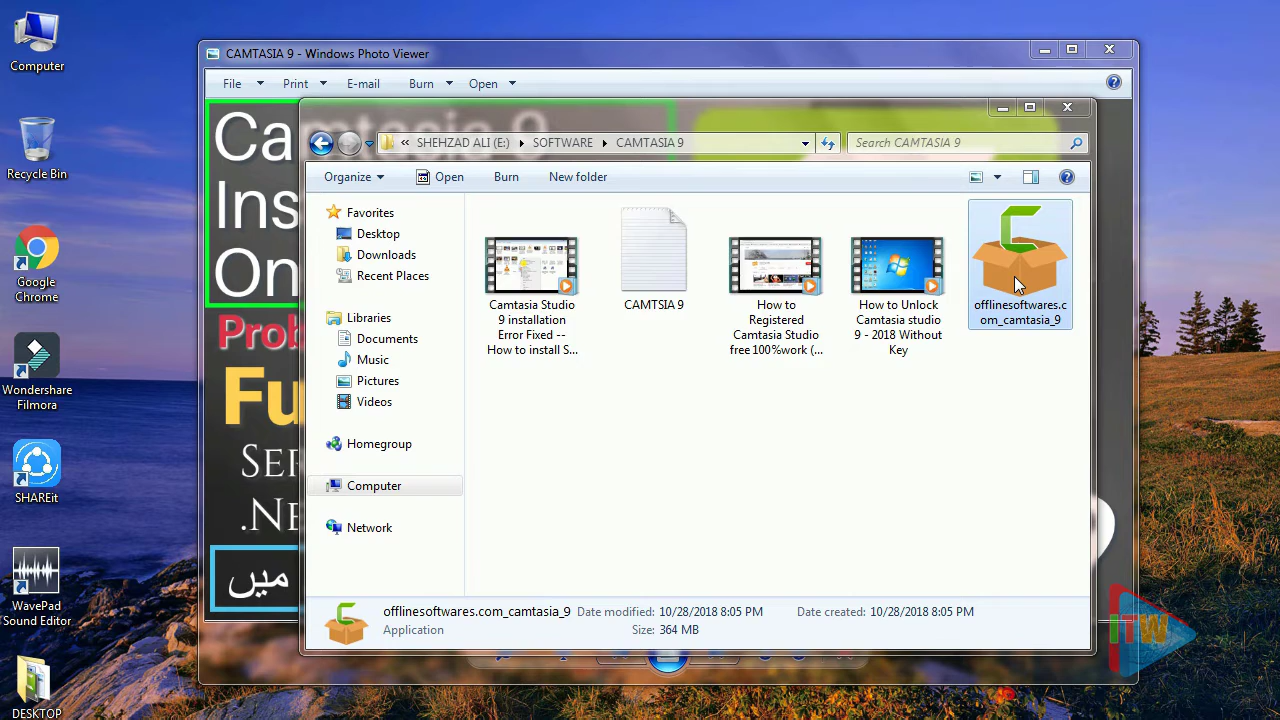 Computer
Recycle Bin
Google
Chrome
Wondershare
Filmora
SHAREit
WavePad
Sound Editor
DESKTOP
CAMTASIA 9 - Windows Photo Viewer
File Print E-mail Burn Open
Camtasia 9
Ins
On
Prob
Fu
SER
.NE
میں
« SHEHZAD ALI (E:) SOFTWARE CAMTASIA 9
Search CAMTASIA 9
Organize Open Burn New folder
Favorites
Desktop
Downloads
Recent Places
Libraries
Documents
Music
Pictures
Videos
Homegroup
Computer
Network
Camtasia Studio
9 installation
Error Fixed --
How to install S...
CAMTSIA 9
How to
Registered
Camtasia Studio
free 100%work (...
How to Unlock
Camtasia studio
9 - 2018 Without
Key
offlinesoftwares.c
om_camtasia_9
offlinesoftwares.com_camtasia_9 Date modified: 10/28/2018 8:05 PM Date created: 10/28/2018 8:05 PM
Application Size: 364 MB
ITW